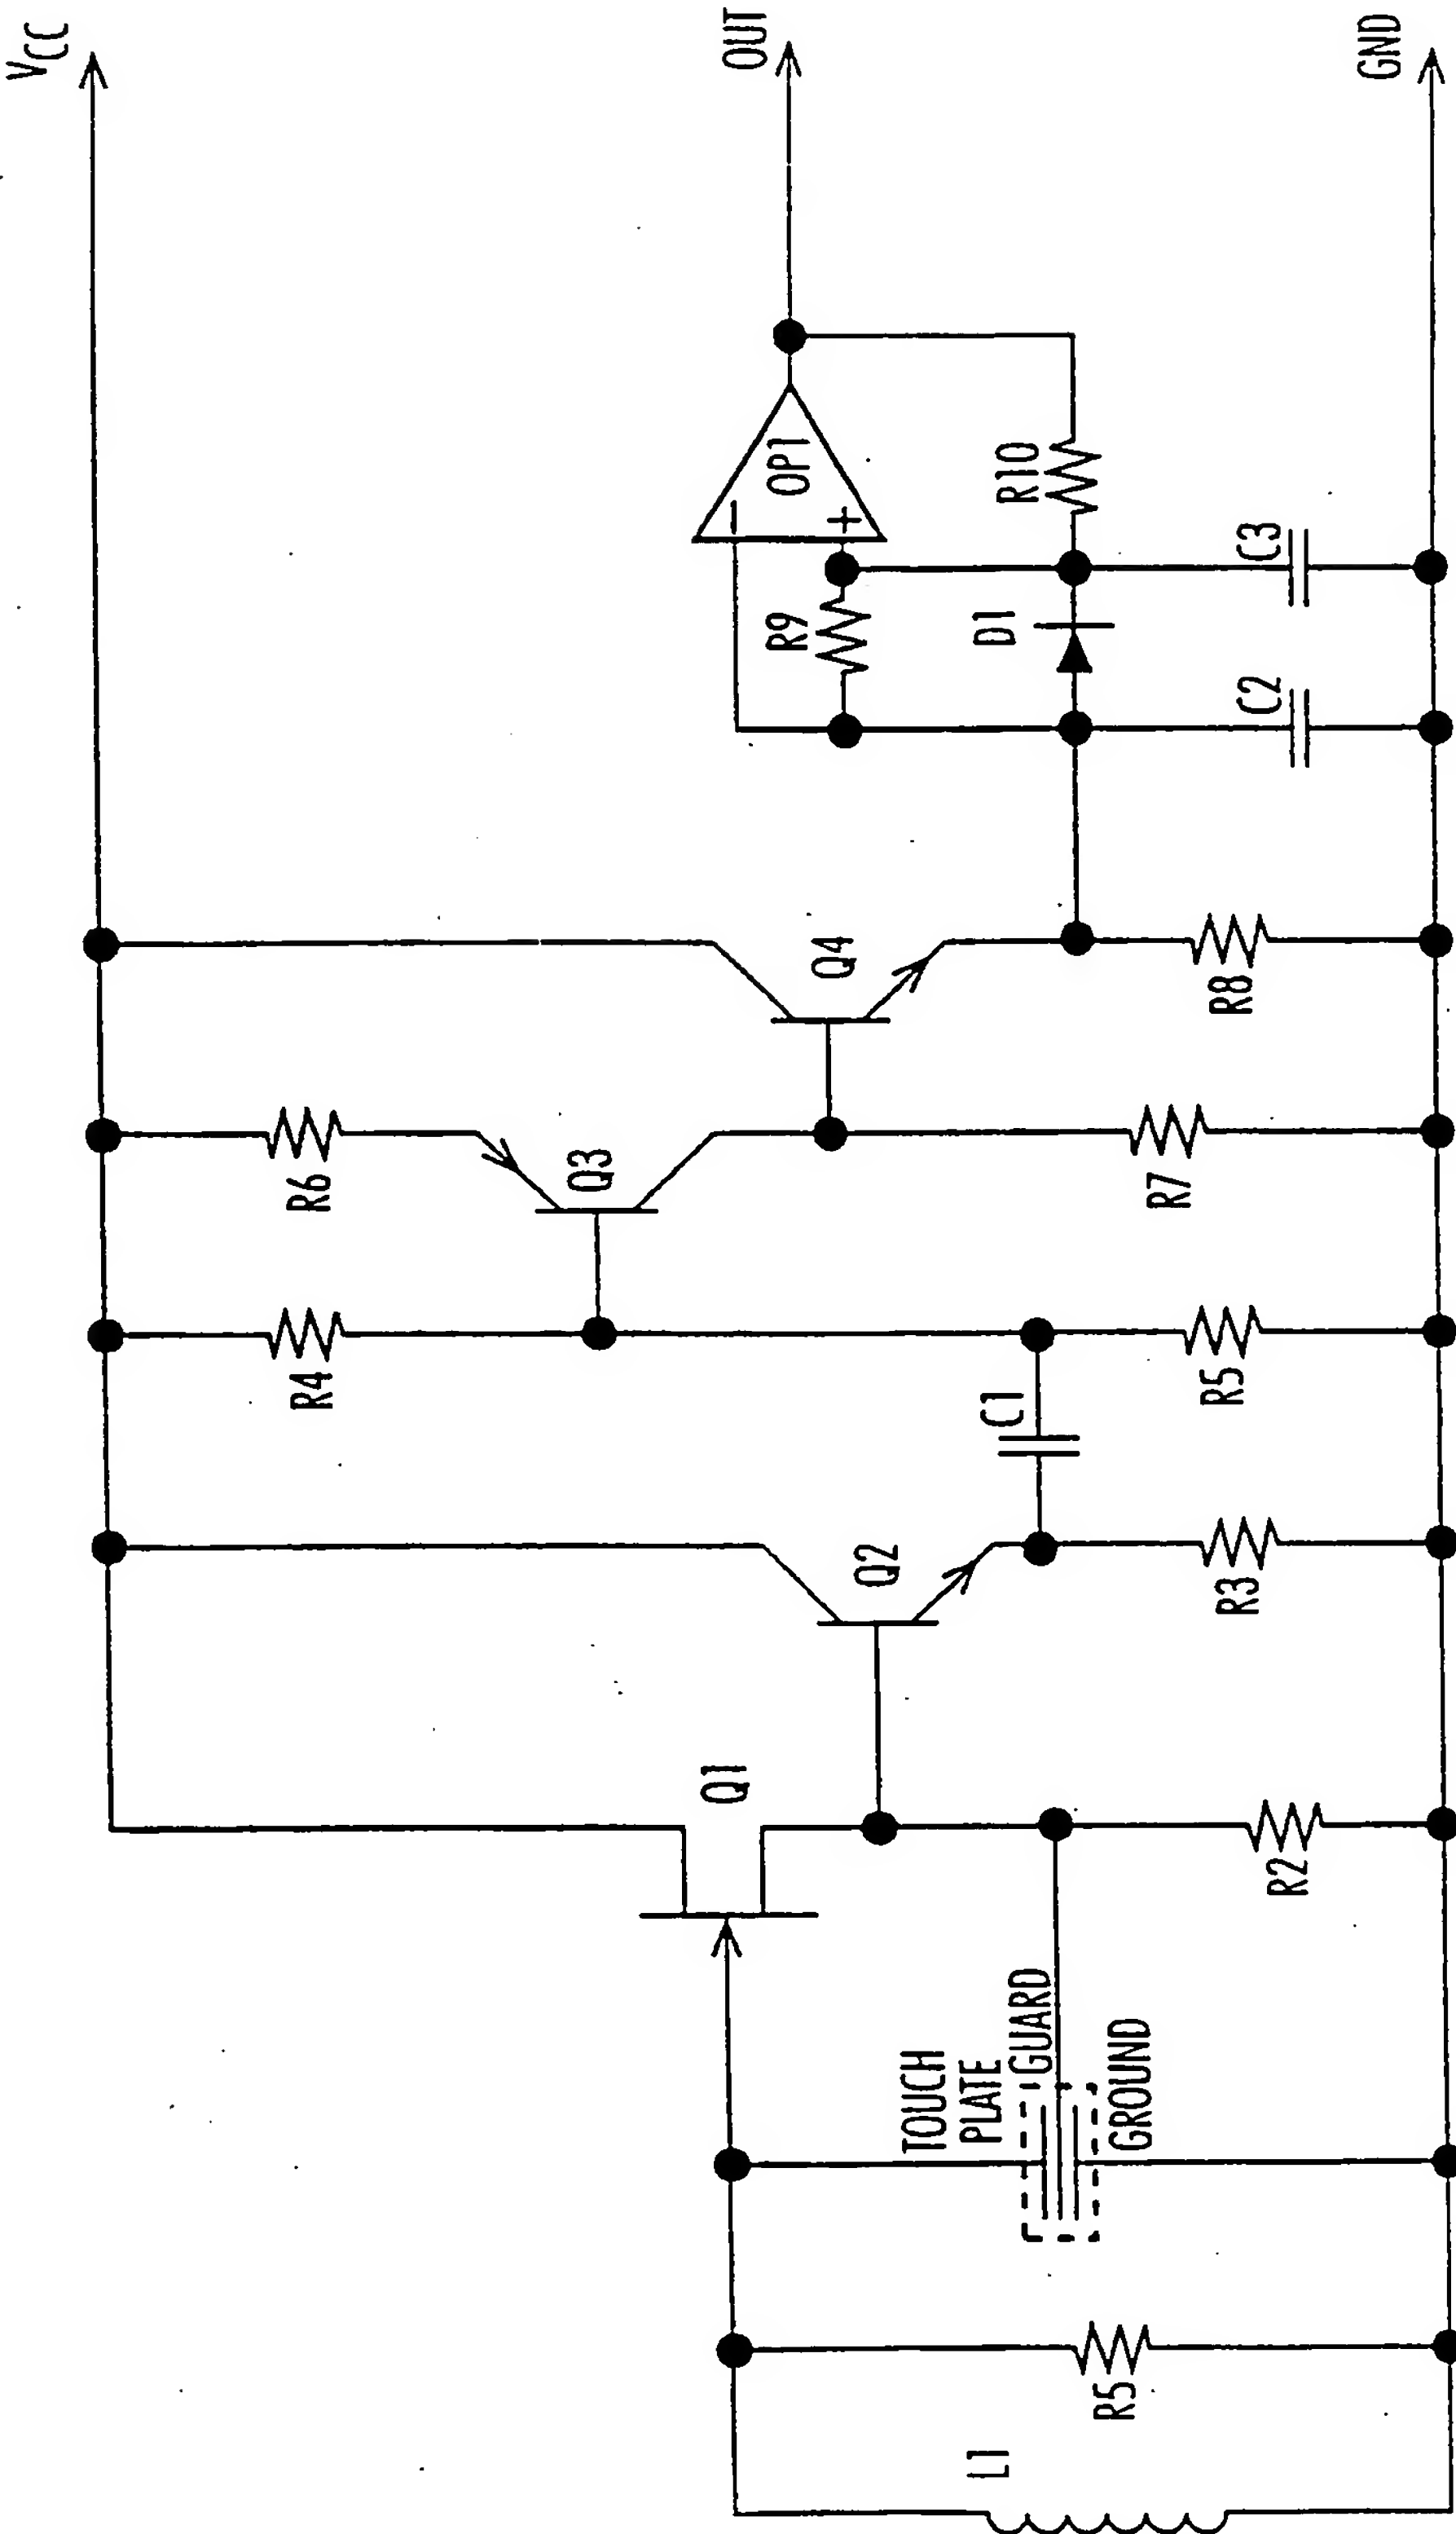 VCC
OUT
GND
OP1
−
+
R9
R10
D1
C2
C3
Q4
R8
R6
Q3
R7
R4
C1
R5
Q2
R3
Q1
R2
TOUCH
PLATE
GUARD
GROUND
R5
L1